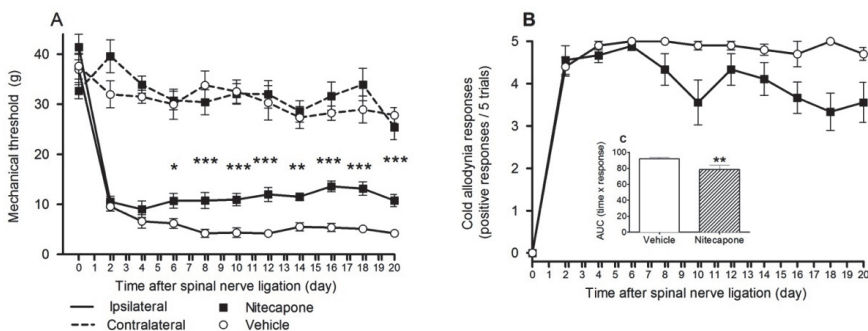 A
Mechanical threshold (g)
50
40
30
20
10
0
* *** *** *** ** *** *** ***
0 1 2 3 4 5 6 7 8 9 10 11 12 13 14 15 16 17 18 19 20
Time after spinal nerve ligation (day)
Ipsilateral Nitecapone
Contralateral Vehicle
B
Cold allodynia responses
(positive responses / 5 trials)
5
4
3
2
1
0
C
AUC (time x response)
100
80
60
40
20
0
**
Vehicle Nitecapone
0 1 2 3 4 5 6 7 8 9 10 11 12 13 14 15 16 17 18 19 20
Time after spinal nerve ligation (day)